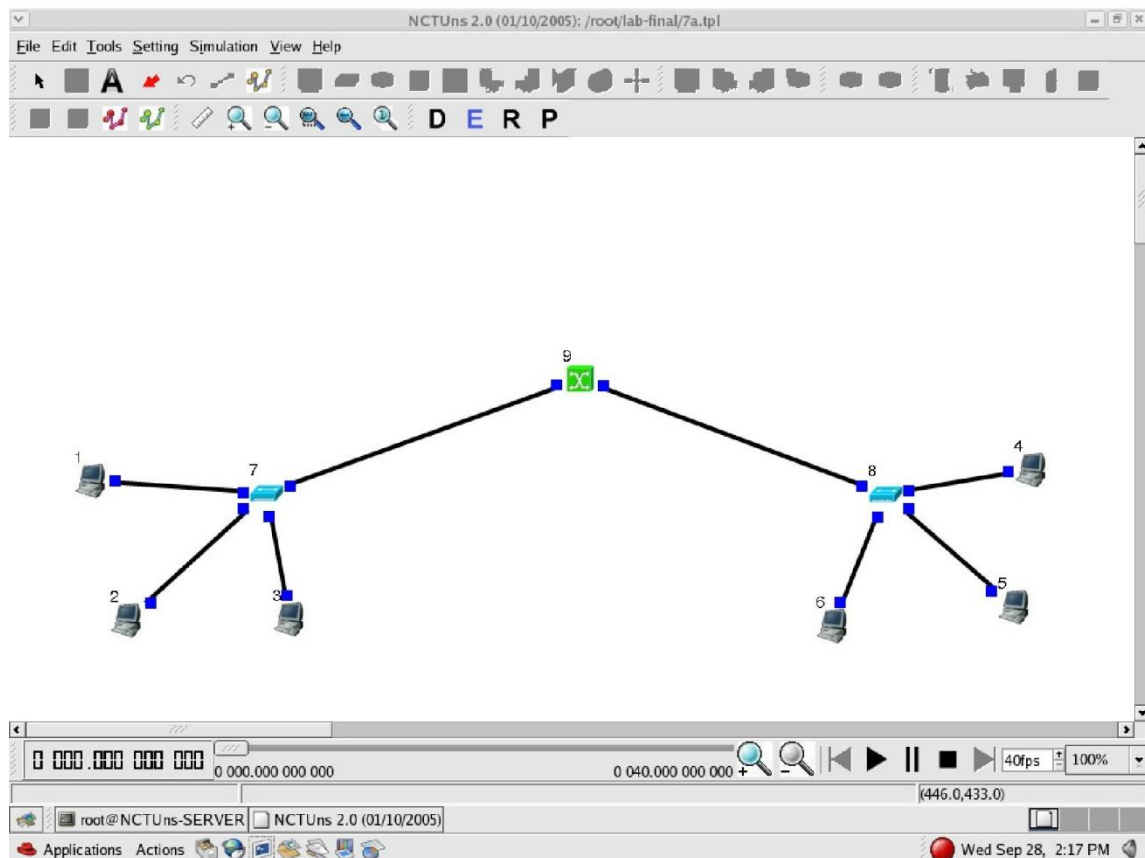 NCTUns 2.0 (01/10/2005): /root/lab-final/7a.tpl
File Edit Tools Setting Simulation View Help
A
D E R P
9
1
7
8
4
2
3
6
5
0 000.000 000 000
0 000.000 000 000
0 040.000 000 000
40fps
100%
(446.0,433.0)
root@NCTUns-SERVER
NCTUns 2.0 (01/10/2005)
Applications Actions
Wed Sep 28, 2:17 PM